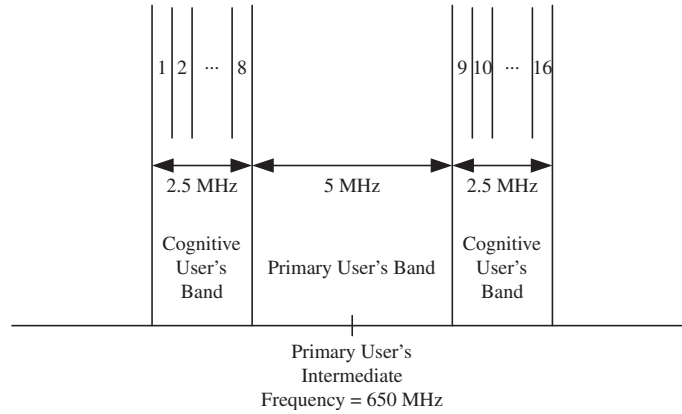 1 2 ... 8
9 10 ... 16
2.5 MHz
5 MHz
2.5 MHz
Cognitive
User's
Band
Primary User's Band
Cognitive
User's
Band
Primary User's
Intermediate
Frequency = 650 MHz